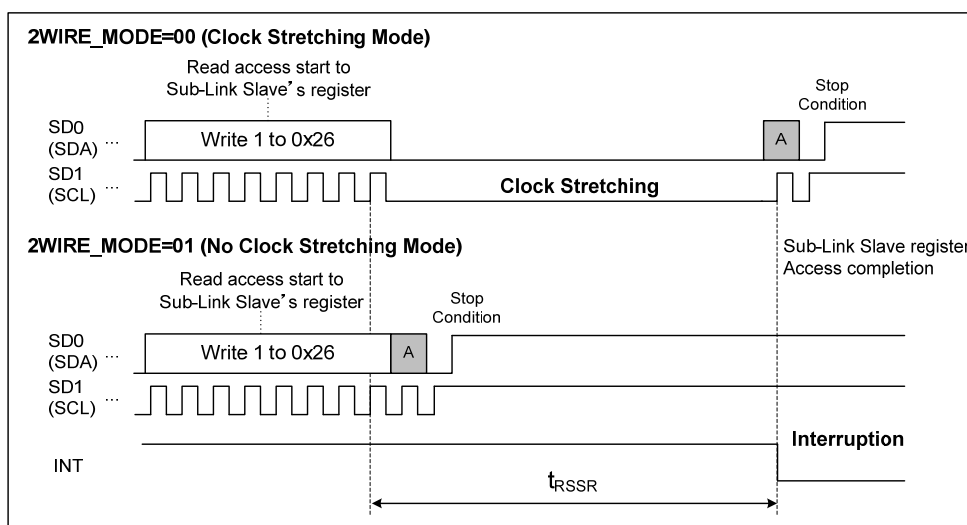 2WIRE_MODE=00 (Clock Stretching Mode)
Read access start to
Sub-Link Slave's register
Stop
Condition
SD0
(SDA) ...
Write 1 to 0x26
A
SD1
(SCL) ...
Clock Stretching
2WIRE_MODE=01 (No Clock Stretching Mode)
Sub-Link Slave register
Access completion
Read access start to
Sub-Link Slave's register
Stop
Condition
SD0
(SDA) ...
Write 1 to 0x26
A
SD1
(SCL) ...
Interruption
INT
tRSSR